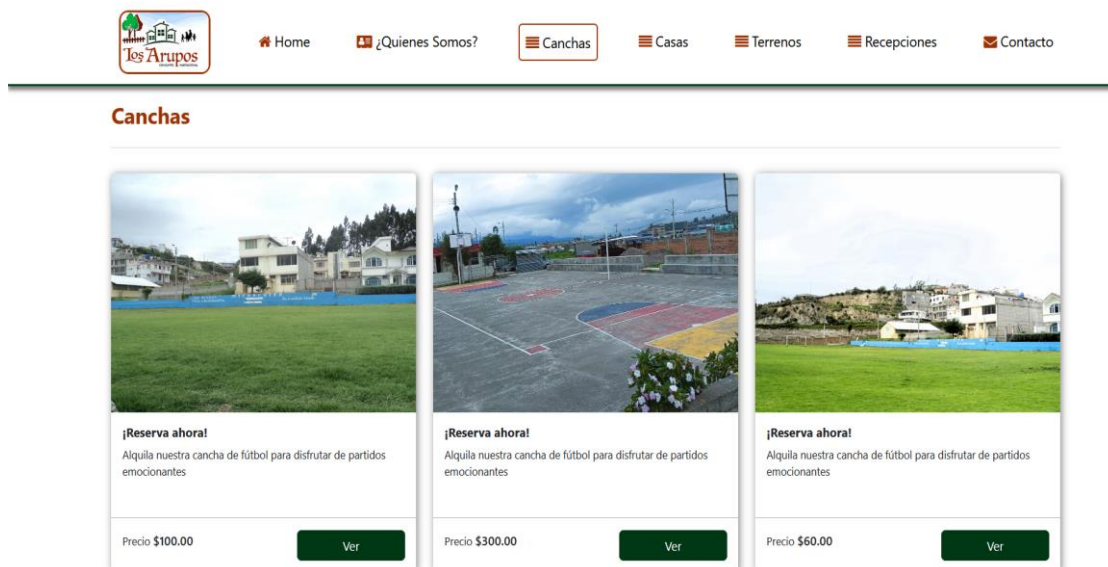 Los Arupos
Home
¿Quienes Somos?
Canchas
Casas
Terrenos
Recepciones
Contacto
Canchas
¡Reserva ahora!
Alquila nuestra cancha de fútbol para disfrutar de partidos
emocionantes
Precio $100.00
Ver
¡Reserva ahora!
Alquila nuestra cancha de fútbol para disfrutar de partidos
emocionantes
Precio $300.00
Ver
¡Reserva ahora!
Alquila nuestra cancha de fútbol para disfrutar de partidos
emocionantes
Precio $60.00
Ver